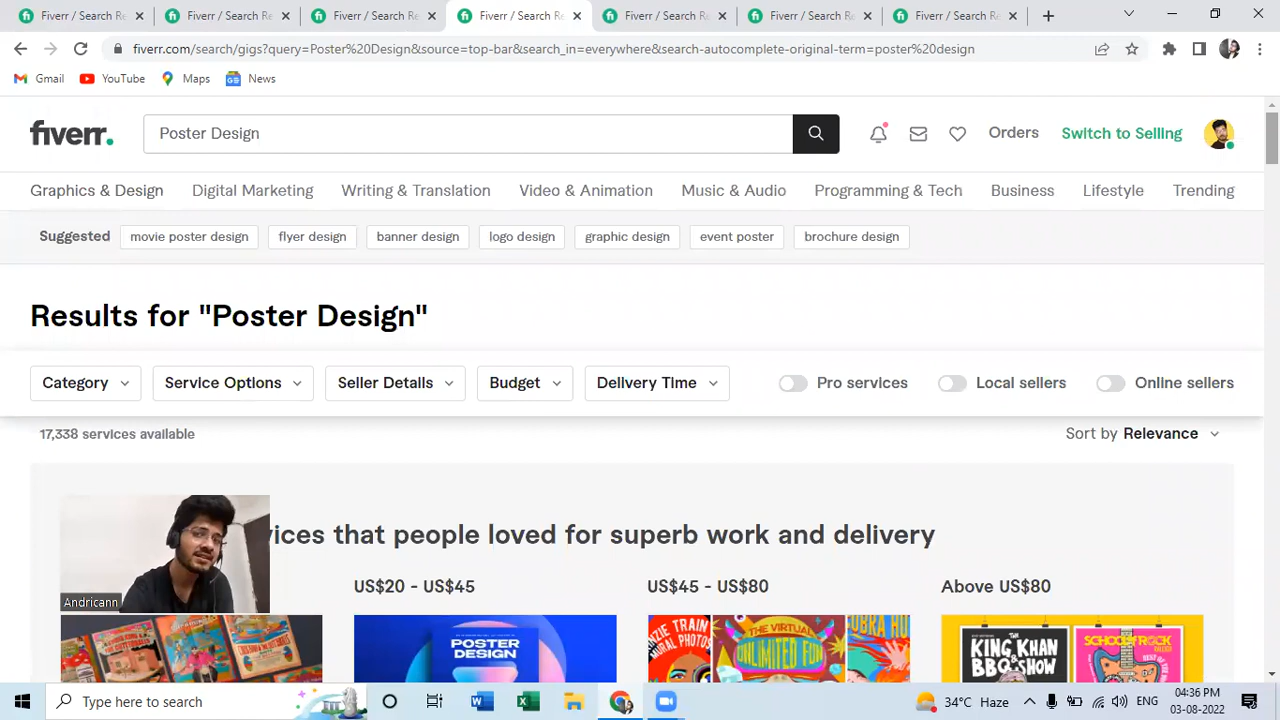 Fiverr / Search Re
Fiverr / Search Re
Fiverr / Search Re
Fiverr / Search Re
Fiverr / Search Re
Fiverr / Search Re
Fiverr / Search Re
fiverr.com/search/gigs?query=Poster%20Design&source=top-bar&search_in=everywhere&search-autocomplete-original-term=poster%20design
Gmail YouTube Maps News
fiverr. Poster Design Orders Switch to Selling
Graphics & Design Digital Marketing Writing & Translation Video & Animation Music & Audio Programming & Tech Business Lifestyle Trending
Suggested movie poster design flyer design banner design logo design graphic design event poster brochure design
Results for "Poster Design"
Category Service Options Seller Details Budget Delivery Time Pro services Local sellers Online sellers
17,338 services available Sort by Relevance
ices that people loved for superb work and delivery
US$20 - US$45 US$45 - US$80 Above US$80
Andricann
POSTER
DESIGN
THE VIRTUAL
UNLIMITED FUN
THE
KING KHAN
BBQ & SHOW
SCHOOL OF ROCK
Type here to search 34°C Haze ENG 04:36 PM
03-08-2022